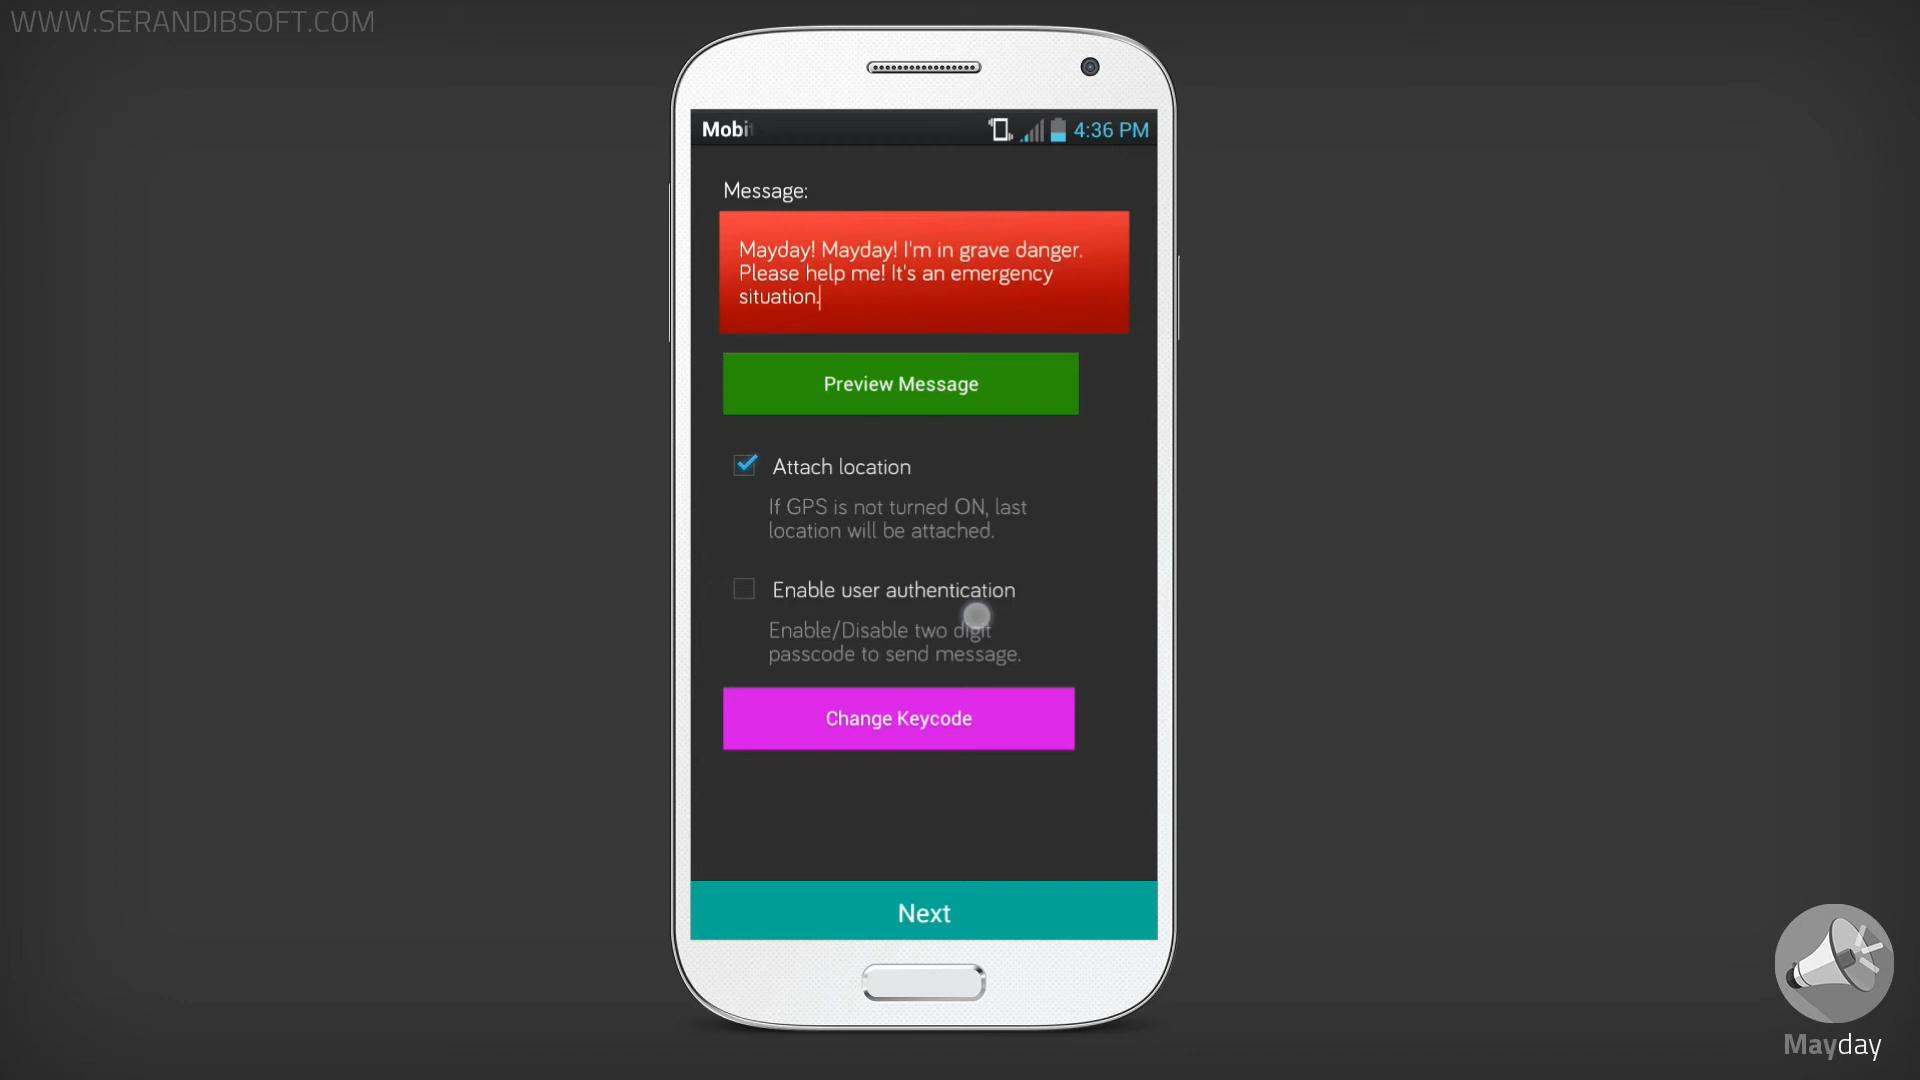 WWW.SERANDIBSOFT.COM
4:36 PM
Message:
Mayday! Mayday! I'm in grave danger.
Please help me! It's an emergency
situation.
Preview Message
Attach location
If GPS is not turned ON, last
location will be attached.
Enable user authentication
Enable/Disable two digit
passcode to send message.
Change Keycode
Next
Mayday